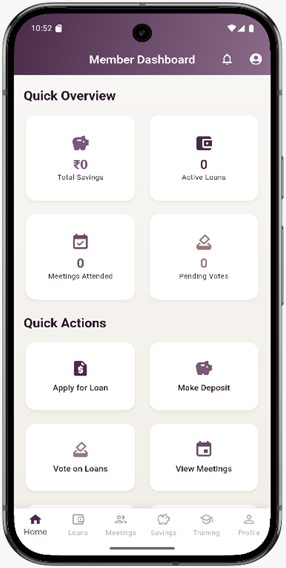 10:52
Member Dashboard
Quick Overview
₹0
Total Savings
0
Active Loans
0
Meetings Attended
0
Pending Votes
Quick Actions
Apply for Loan
Make Deposit
Vote on Loans
View Meetings
Home
Loans
Meetings
Savings
Training
Profile